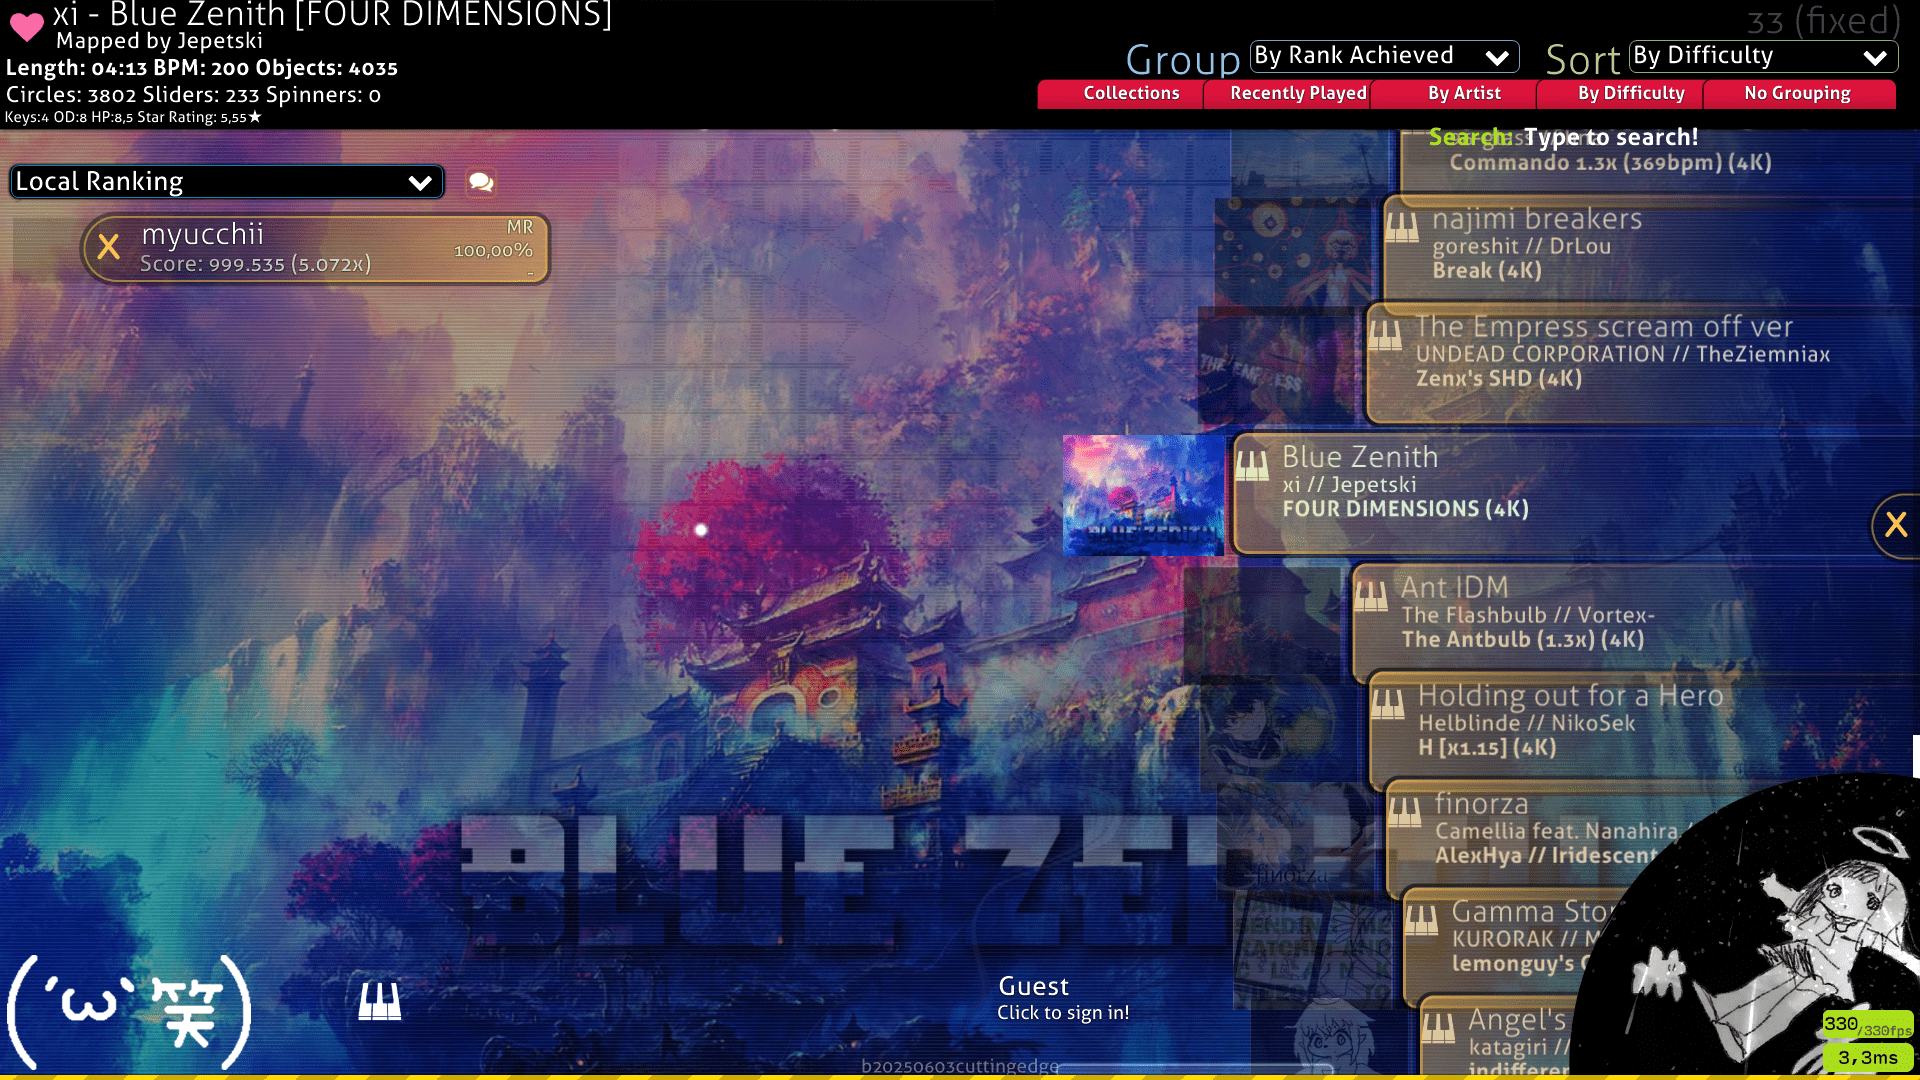 xi - Blue Zenith [FOUR DIMENSIONS]
Mapped by Jepetski
Length: 04:13 BPM: 200 Objects: 4035
Circles: 3802 Sliders: 233 Spinners: 0
Keys:4 OD:8 HP:8,5 Star Rating: 5,55★
33 (fixed)
Group By Rank Achieved
Sort By Difficulty
Collections
Recently Played
By Artist
By Difficulty
No Grouping
Search: Type to search!
Commando 1.3x (369bpm) (4K)
Local Ranking
myucchii
Score: 999.535 (5.072x)
MR
100,00%
-
najimi breakers
goreshit // DrLou
Break (4K)
The Empress scream off ver
UNDEAD CORPORATION // TheZiemniax
Zenx's SHD (4K)
THE EMPRESS
Blue Zenith
xi // Jepetski
FOUR DIMENSIONS (4K)
BLUE ZENITH
X
Ant IDM
The Flashbulb // Vortex-
The Antbulb (1.3x) (4K)
Holding out for a Hero
Helblinde // NikoSek
H [x1.15] (4K)
finorza
Camellia feat. Nanahira
AlexHya // Iridescent
finorza
Gamma
KURORAK //
lemonguy's
Angel's
katagiri //
BLUE ZE
('ω'笑)
Guest
Click to sign in!
b20250603cuttingedge
330/330fps
3,3ms